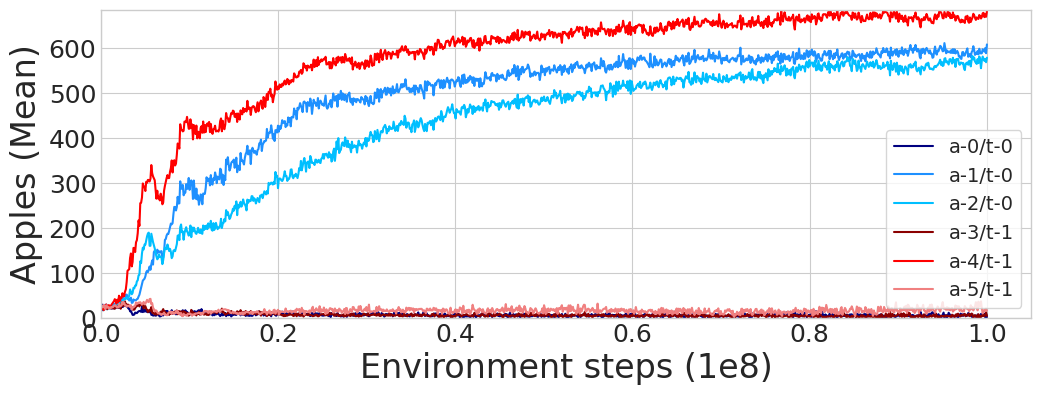 Apples (Mean)
600
500
400
300
200
100
0
0.0 0.2 0.4 0.6 0.8 1.0
Environment steps (1e8)
a-0/t-0
a-1/t-0
a-2/t-0
a-3/t-1
a-4/t-1
a-5/t-1